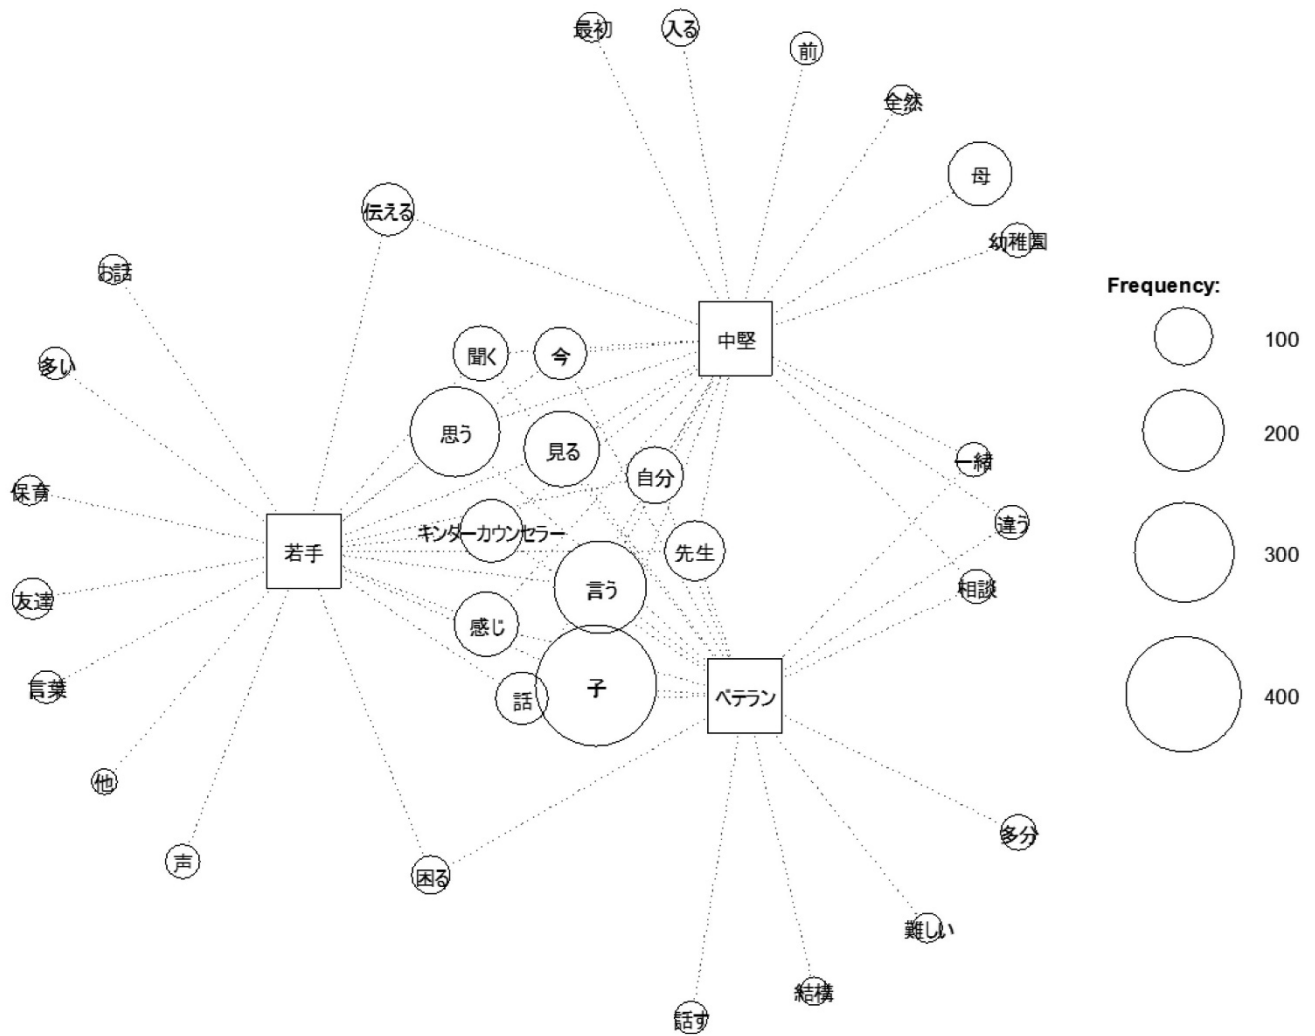 最初
入る
前
全然
母
伝える
幼稚園
お話
Frequency:
中堅
100
聞く
今
多い
200
思う
見る
一緒
自分
保育
違う
キンダーカウンセラー
若手
先生
300
言う
相談
友達
感じ
言葉
子
話
ベテラン
400
他
多分
声
困る
難しい
結構
話す